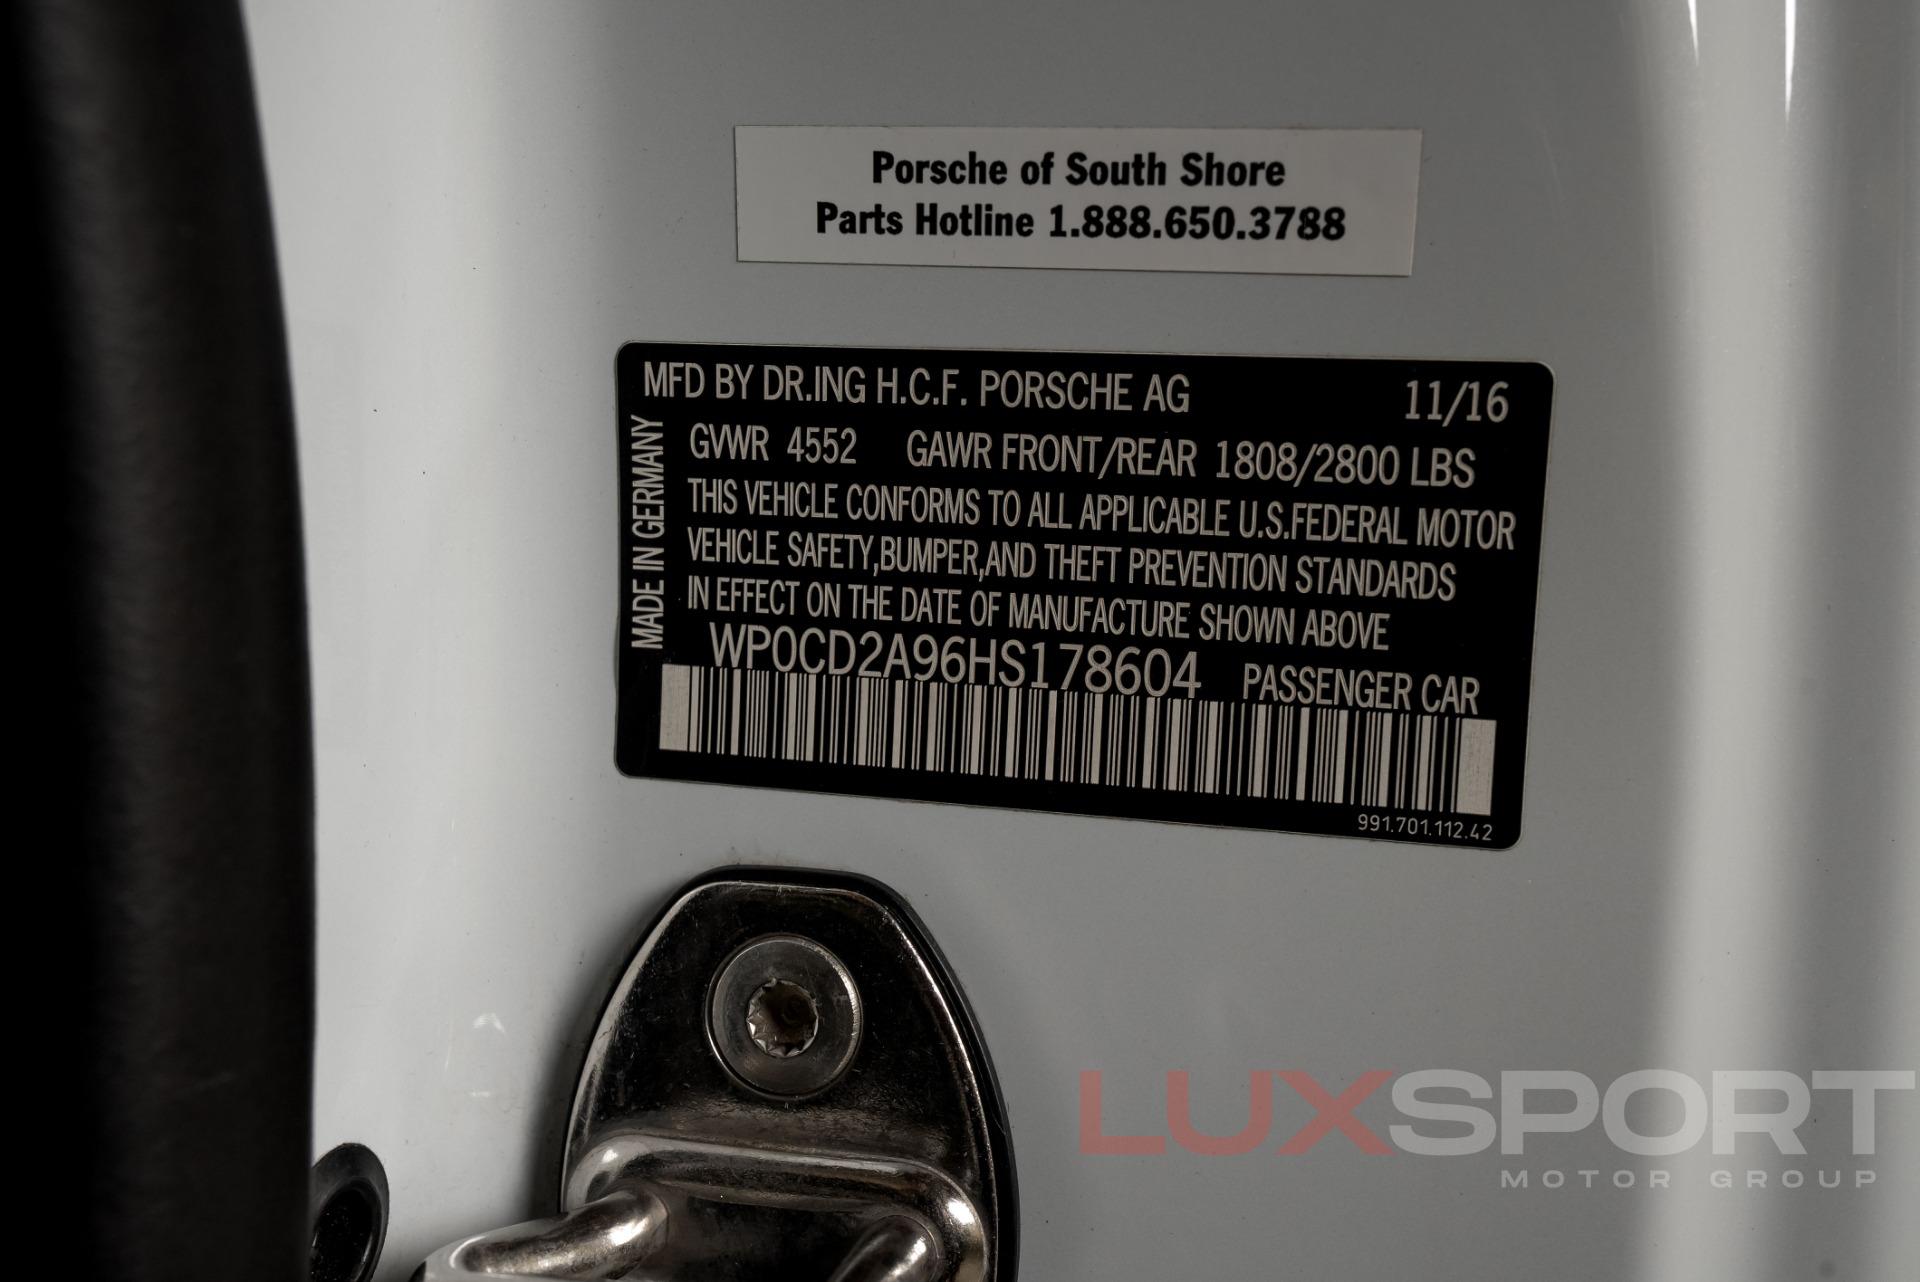 Porsche of South Shore
Parts Hotline 1.888.650.3788
MFD BY DR.ING H.C.F. PORSCHE AG 11/16
MADE IN GERMANY
GVWR 4552 GAWR FRONT/REAR 1808/2800 LBS
THIS VEHICLE CONFORMS TO ALL APPLICABLE U.S.FEDERAL MOTOR
VEHICLE SAFETY,BUMPER,AND THEFT PREVENTION STANDARDS
IN EFFECT ON THE DATE OF MANUFACTURE SHOWN ABOVE
WP0CD2A96HS178604 PASSENGER CAR
991.701.112.42
LUXSPORT
MOTOR GROUP